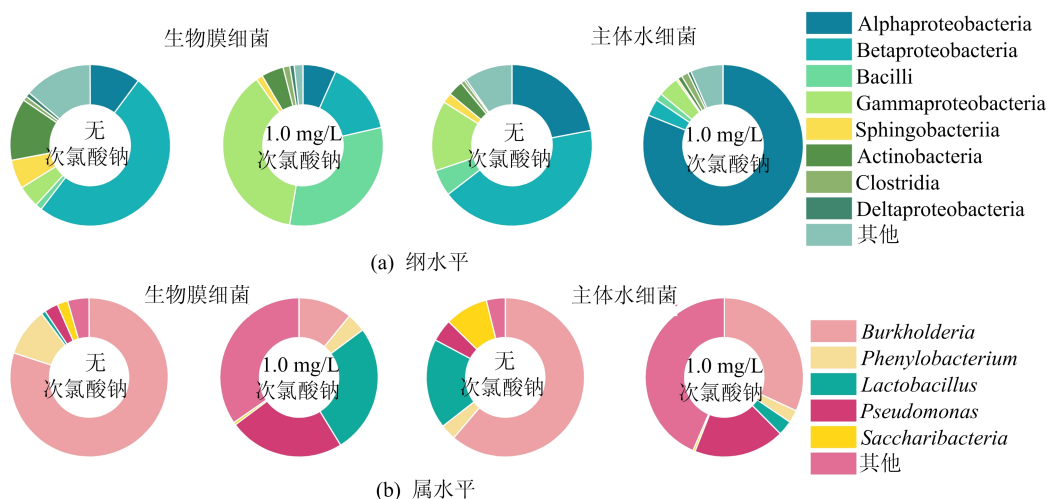 生物膜细菌
主体水细菌
无
次氯酸钠
1.0 mg/L
次氯酸钠
无
次氯酸钠
1.0 mg/L
次氯酸钠
Alphaproteobacteria
Betaproteobacteria
Bacilli
Gammaproteobacteria
Sphingobacteriia
Actinobacteria
Clostridia
Deltaproteobacteria
其他
(a) 纲水平
生物膜细菌
主体水细菌
无
次氯酸钠
1.0 mg/L
次氯酸钠
无
次氯酸钠
1.0 mg/L
次氯酸钠
Burkholderia
Phenylobacterium
Lactobacillus
Pseudomonas
Saccharibacteria
其他
(b) 属水平